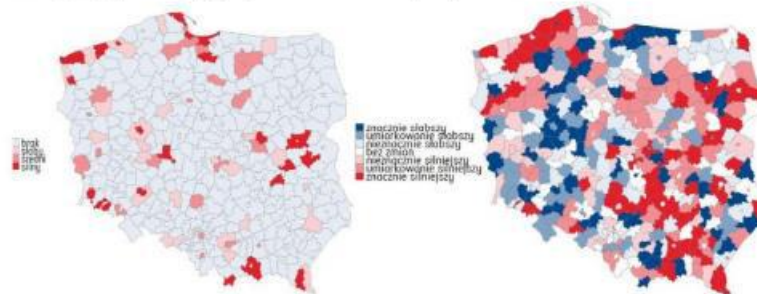 brak
słaby
średni
silny
znacznie słabszy
umiarkowanie słabszy
nieznacznie słabszy
bez zmian
nieznacznie silniejszy
umiarkowanie silniejszy
znacznie silniejszy